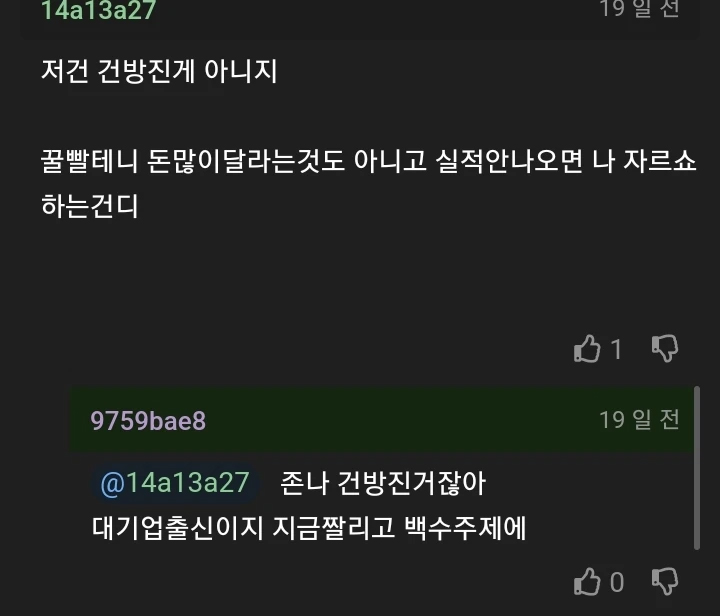 14a13a27 19 일 전
저건 건방진게 아니지
꿀빨테니 돈많이달라는것도 아니고 실적안나오면 나 자르쇼
하는건디
1
9759bae8 19 일 전
@14a13a27 존나 건방진거잖아
대기업출신이지 지금짤리고 백수주제에
0